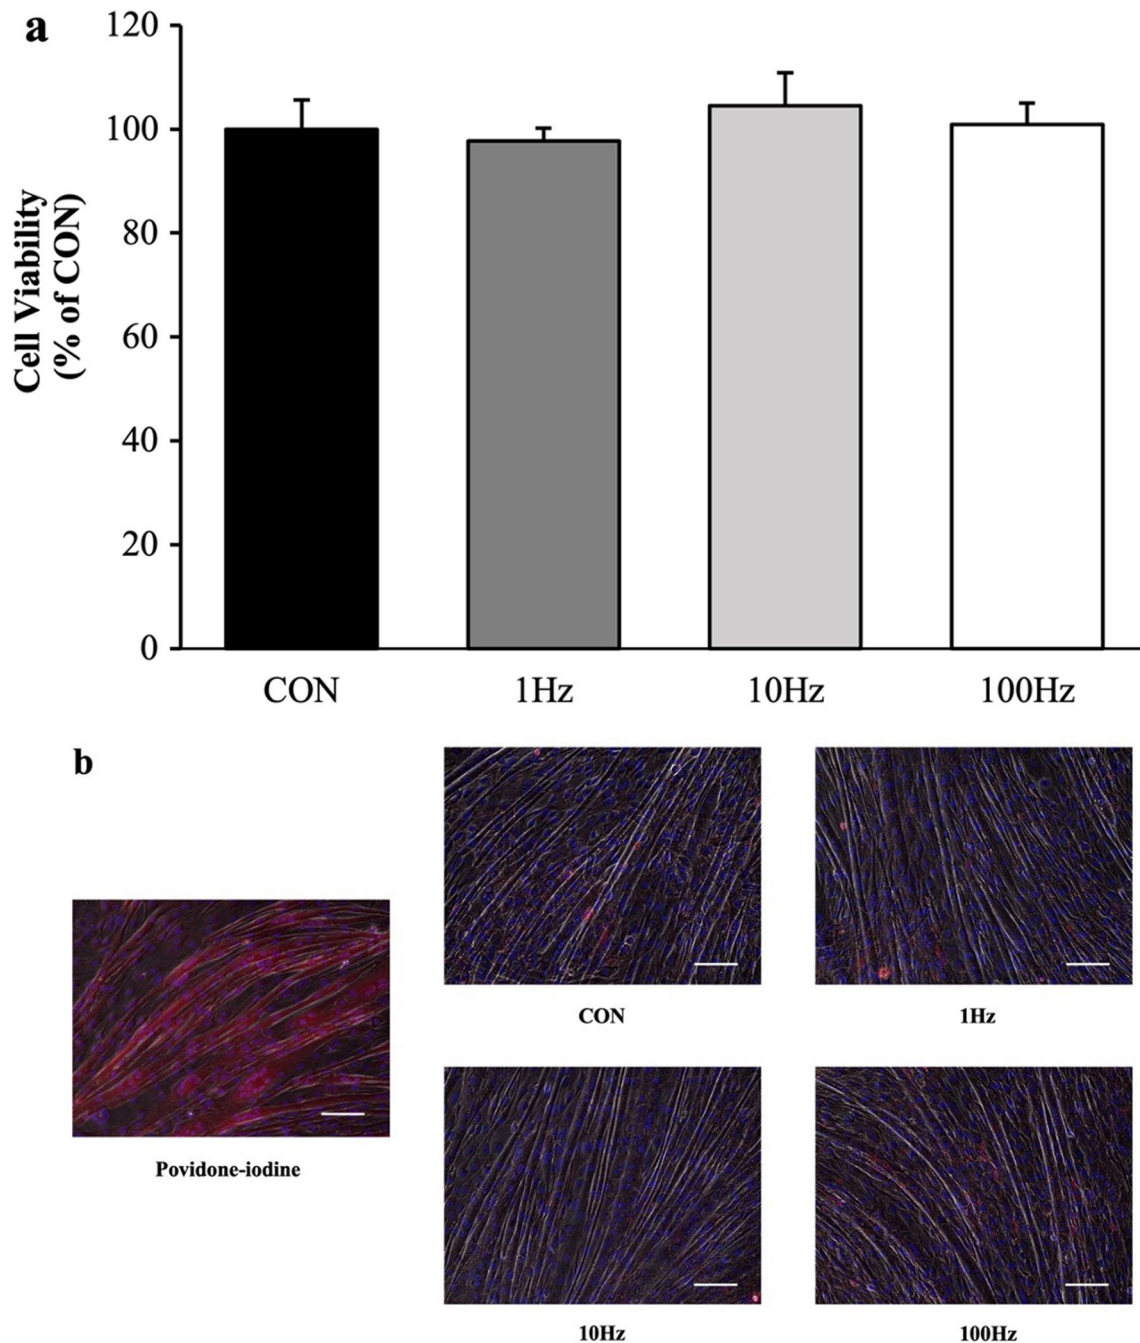 a
120
100
80
60
40
20
0
Cell Viability
(% of CON)
CON 1Hz 10Hz 100Hz
b
Povidone-iodine
CON
1Hz
10Hz
100Hz